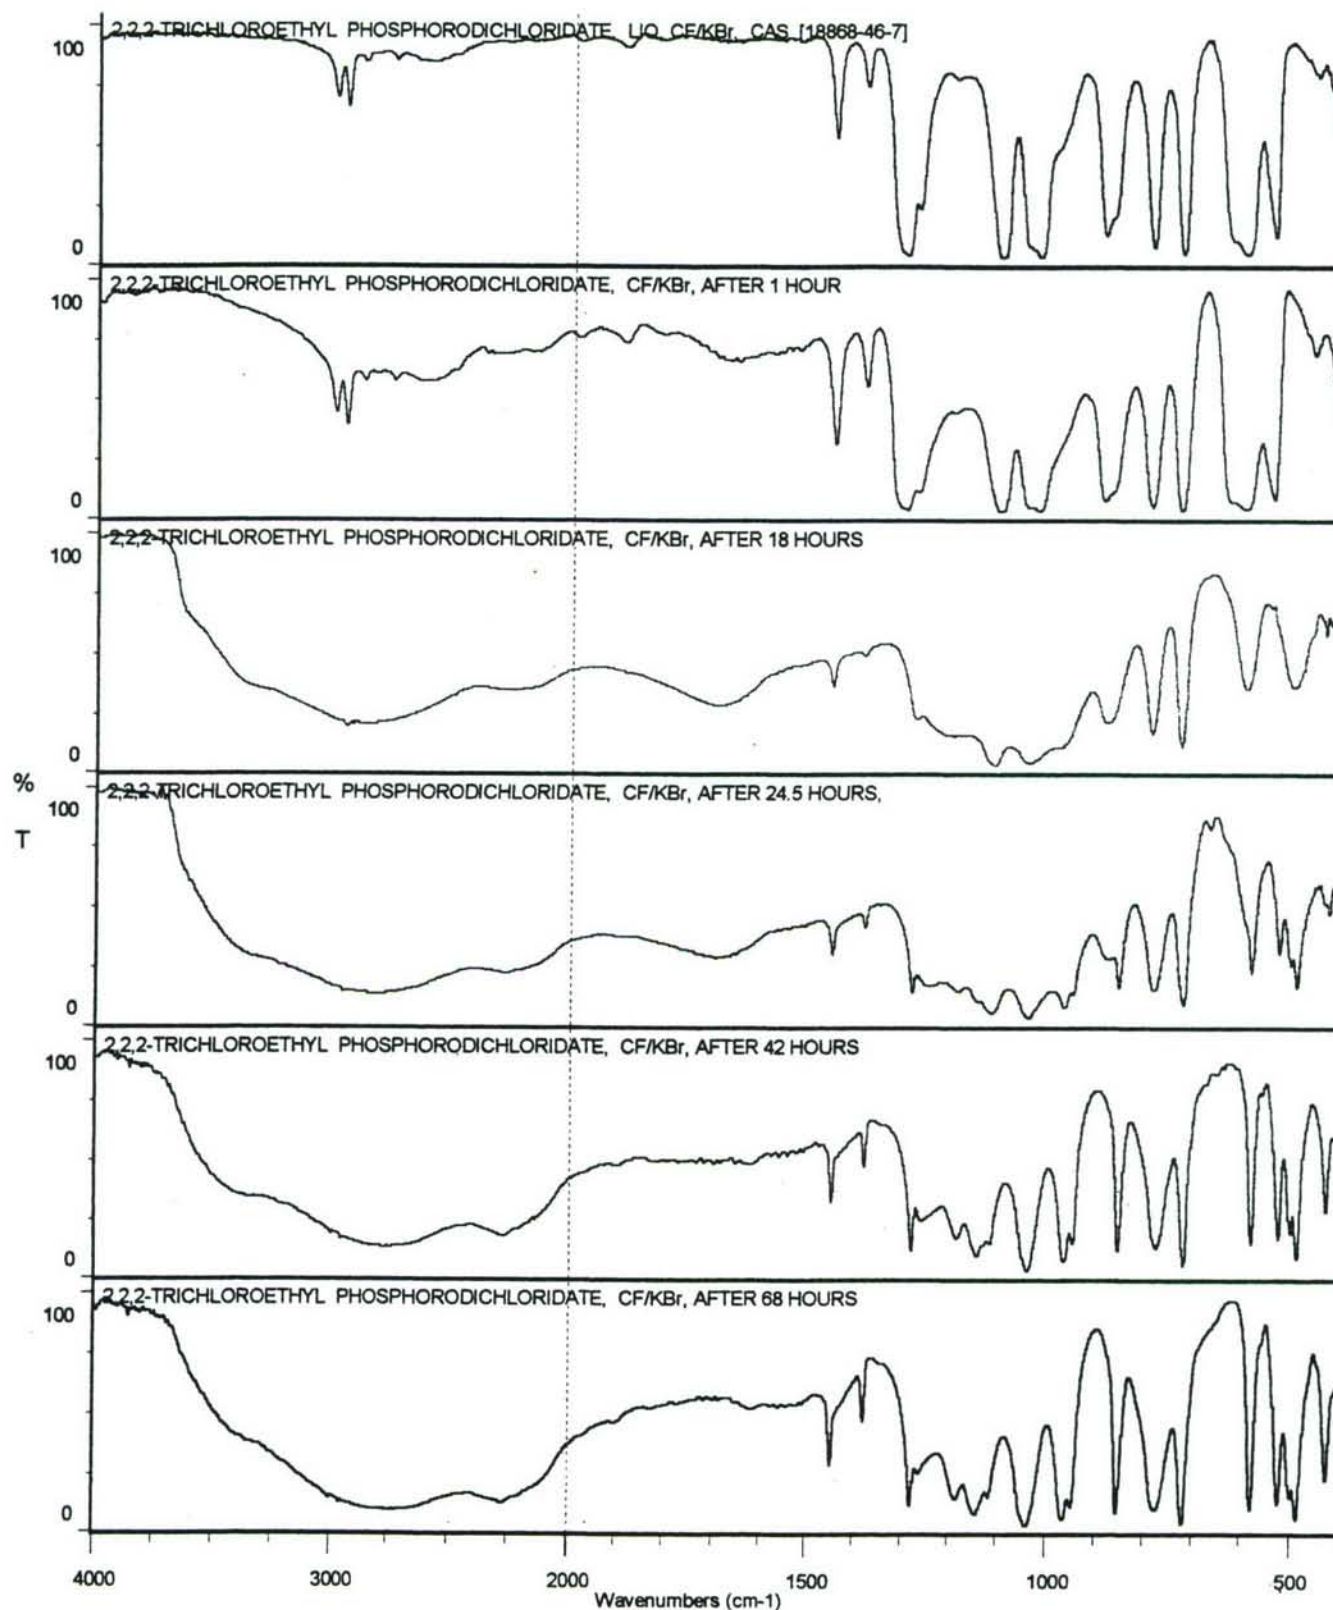 2,2,2-TRICHLOROETHYL PHOSPHORODICHLORIDATE, LIQ, CF/KBr, CAS [18868-46-7]
100
0
2,2,2-TRICHLOROETHYL PHOSPHORODICHLORIDATE, CF/KBr, AFTER 1 HOUR
100
0
2,2,2-TRICHLOROETHYL PHOSPHORODICHLORIDATE, CF/KBr, AFTER 18 HOURS
100
0
%
T
2,2,2-TRICHLOROETHYL PHOSPHORODICHLORIDATE, CF/KBr, AFTER 24.5 HOURS,
100
0
2,2,2-TRICHLOROETHYL PHOSPHORODICHLORIDATE, CF/KBr, AFTER 42 HOURS
100
0
2,2,2-TRICHLOROETHYL PHOSPHORODICHLORIDATE, CF/KBr, AFTER 68 HOURS
100
0
4000 3000 2000 1500 1000 500
Wavenumbers (cm-1)